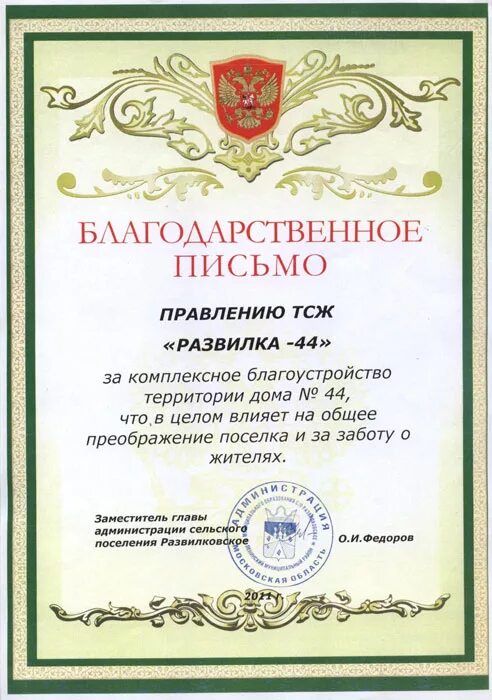 БЛАГОДАРСТВЕННОЕ
ПИСЬМО
ПРАВЛЕНИЮ ТСЖ
«РАЗВИЛКА -44»
за комплексное благоустройство
территории дома № 44,
что в целом влияет на общее
преображение поселка и за заботу о
жителях.
Заместитель главы
администрации сельского
поселения Развилковское
О.И.Федоров
АДМИНИСТРАЦИЯ
МОСКОВСКАЯ ОБЛАСТЬ
2011 г.